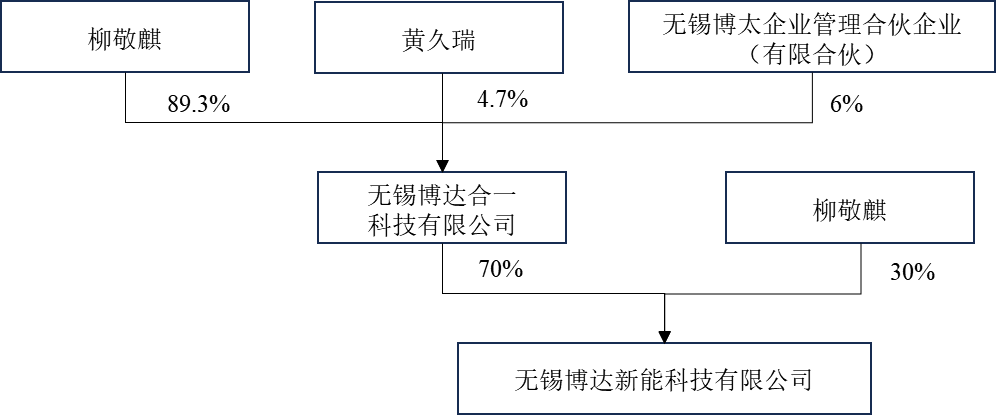 柳敬麒
黄久瑞
无锡博太企业管理合伙企业
（有限合伙）
89.3%
4.7%
6%
无锡博达合一
科技有限公司
柳敬麒
70%
30%
无锡博达新能科技有限公司